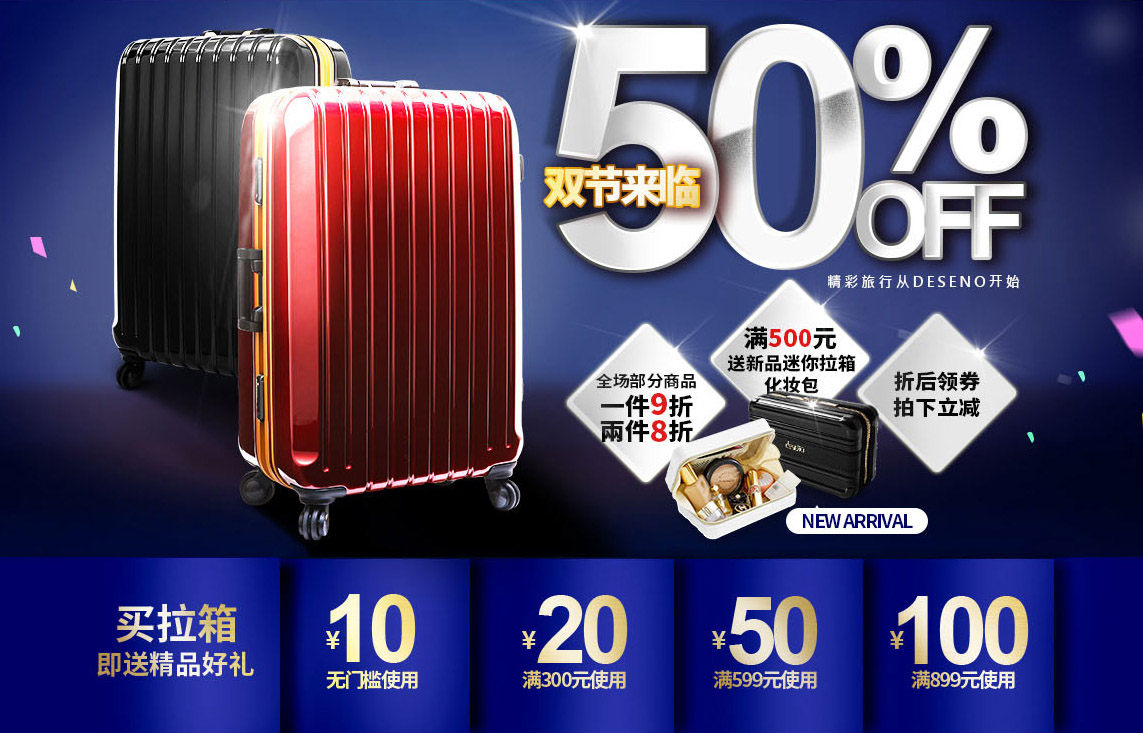 50%
OFF
双节来临
精彩旅行从DESENO开始
全场部分商品
一件9折
兩件8折
满500元
送新品迷你拉箱
化妆包
折后领券
拍下立减
deseno
NEW ARRIVAL
买拉箱
即送精品好礼
¥10
无门槛使用
¥20
满300元使用
¥50
满599元使用
¥100
满899元使用